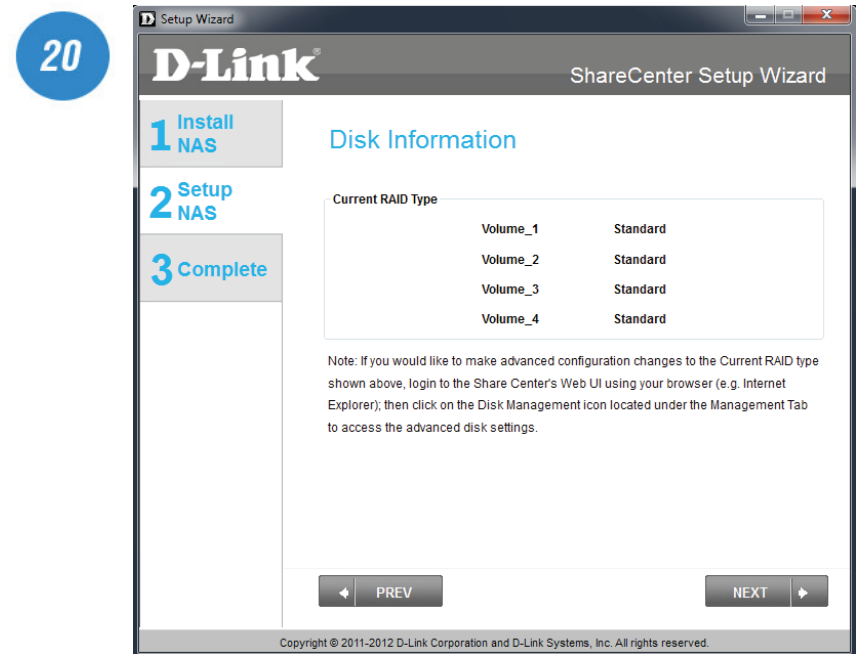 20
Setup Wizard
D-Link®
ShareCenter Setup Wizard
1 Install NAS
2 Setup NAS
3 Complete
Disk Information
Current RAID Type
Volume_1 Standard
Volume_2 Standard
Volume_3 Standard
Volume_4 Standard
Note: If you would like to make advanced configuration changes to the Current RAID type
shown above, login to the Share Center's Web UI using your browser (e.g. Internet
Explorer); then click on the Disk Management icon located under the Management Tab
to access the advanced disk settings.
PREV
NEXT
Copyright © 2011-2012 D-Link Corporation and D-Link Systems, Inc. All rights reserved.